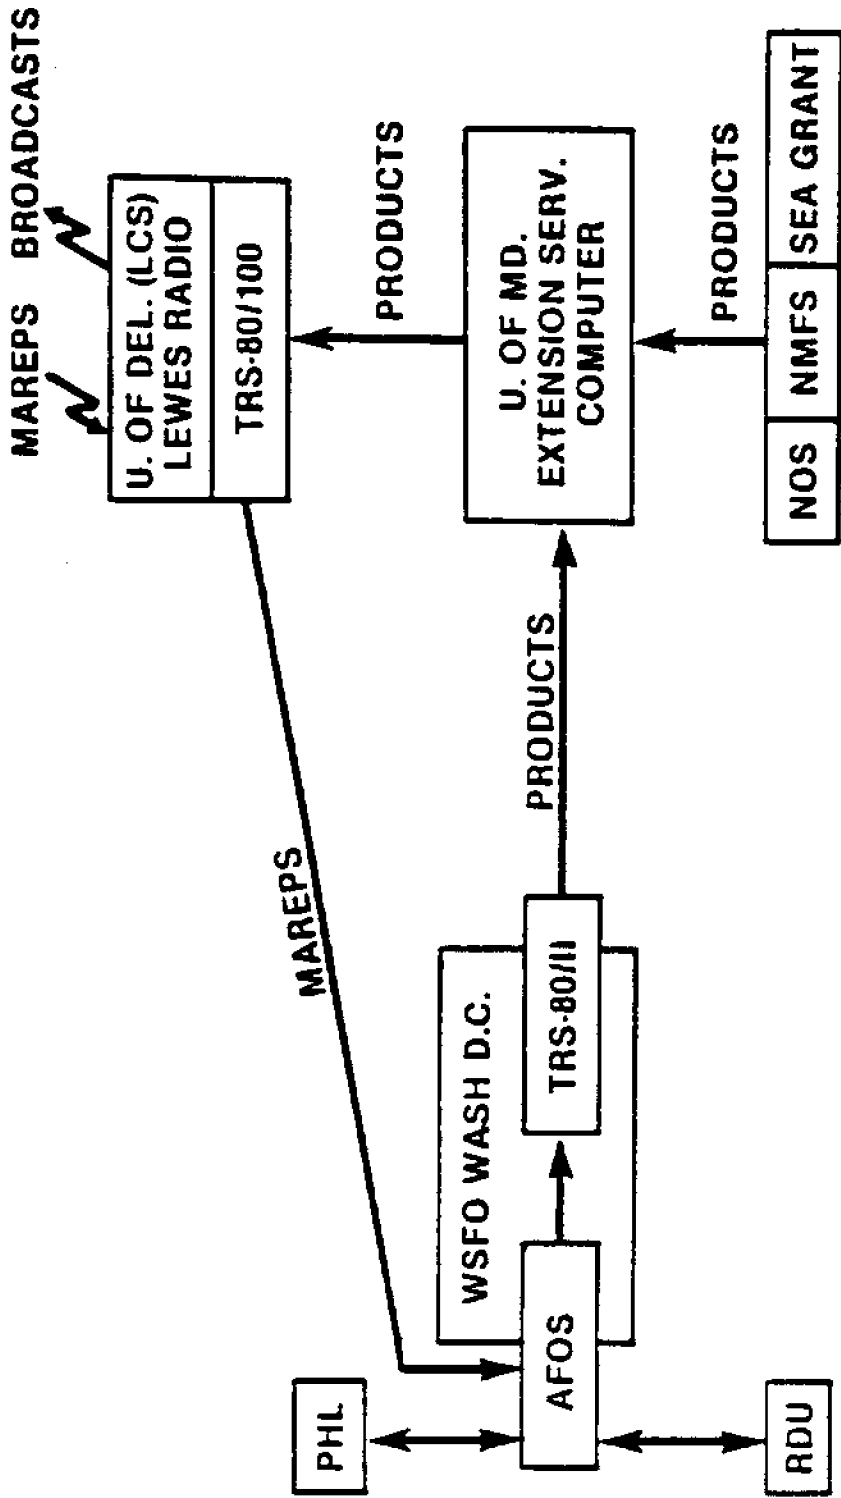 MAREPS BROADCASTS
U. OF DEL. (LCS)
LEWES RADIO
TRS-80/100
MAREPS
PRODUCTS
PHL
WSFO WASH D.C.
AFOS
TRS-80/II
PRODUCTS
U. OF MD.
EXTENSION SERV.
COMPUTER
PRODUCTS
RDU
NOS
NMFS
SEA GRANT